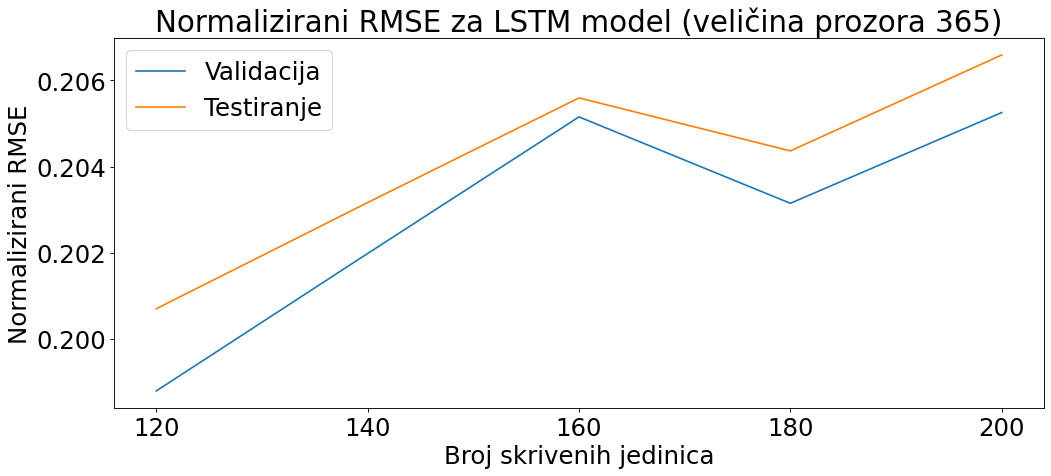 Normalizirani RMSE za LSTM model (veličina prozora 365)
Validacija
Testiranje
Normalizirani RMSE
0.206
0.204
0.202
0.200
120 140 160 180 200
Broj skrivenih jedinica